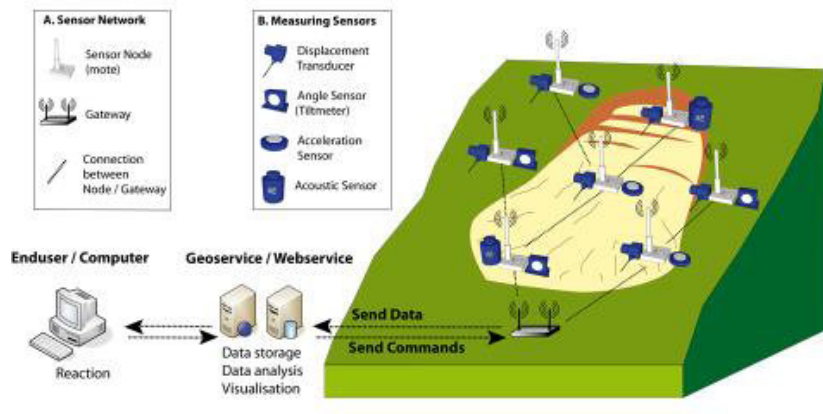 A. Sensor Network
Sensor Node
(mote)
Gateway
Connection
between
Node / Gateway
B. Measuring Sensors
Displacement
Transducer
Angle Sensor
(Tiltmeter)
Acceleration
Sensor
Acoustic Sensor
Enduser / Computer
Reaction
Geoservice / Webservice
Data storage
Data analysis
Visualisation
Send Data
Send Commands